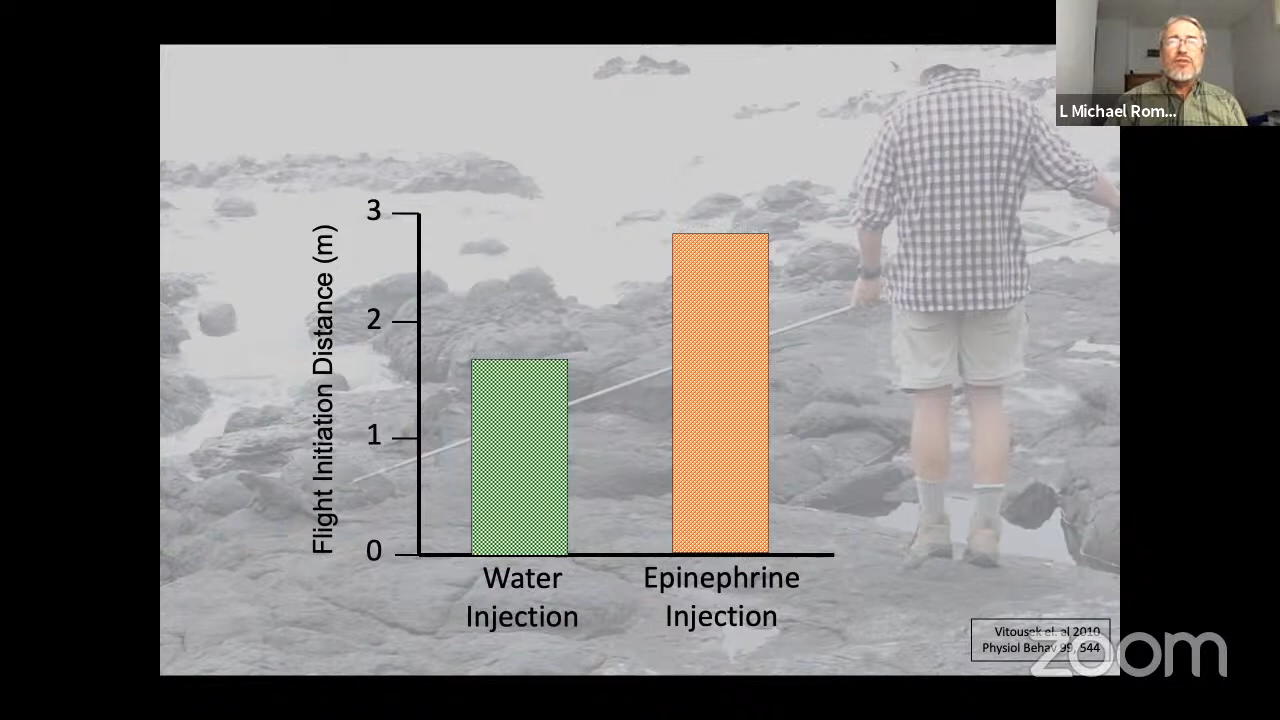 L Michael Rom...
Flight Initiation Distance (m)
3
2
1
0
Water
Injection
Epinephrine
Injection
Vitousek et. al 2010
Physiol Behav 99, 544
zoom